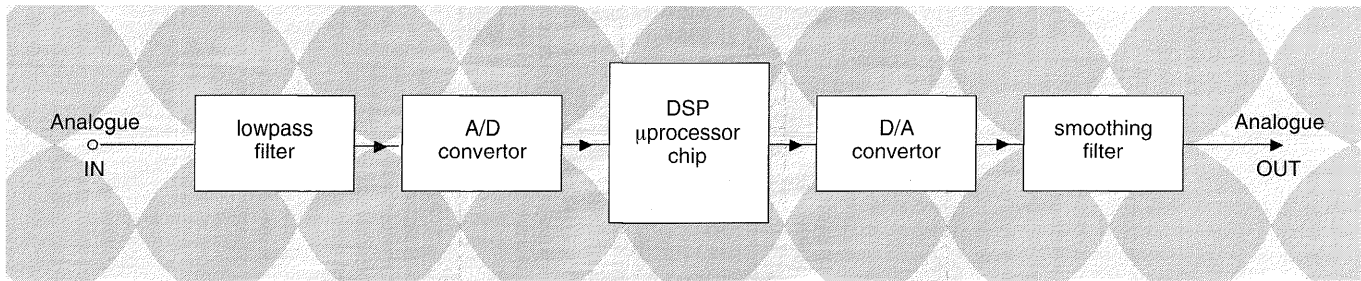 Analogue
IN
lowpass
filter
A/D
convertor
DSP
μprocessor
chip
D/A
convertor
smoothing
filter
Analogue
OUT